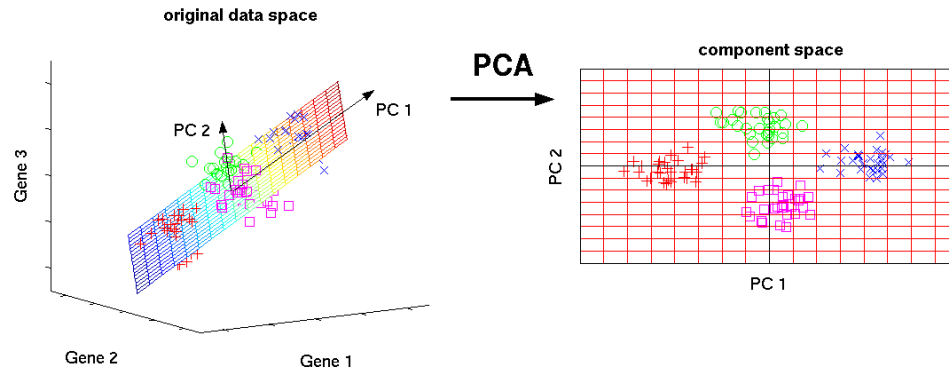 original data space
PCA
component space
PC 1
PC 2
Gene 3
PC 2
Gene 2
Gene 1
PC 1